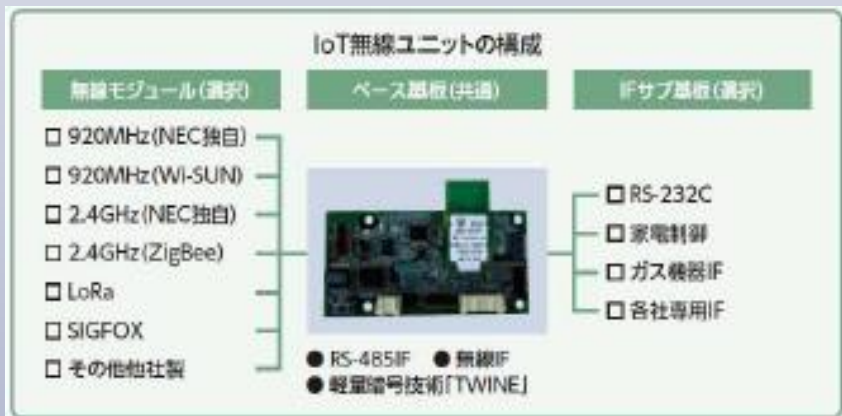 IoT無線ユニットの構成
無線モジュール(選択)
□ 920MHz(NEC独自)
□ 920MHz(Wi-SUN)
□ 2.4GHz(NEC独自)
□ 2.4GHz(ZigBee)
□ LoRa
□ SIGFOX
□ その他他社製
ベース基板(共通)
● RS-485IF ● 無線IF
● 軽量暗号技術「TWINE」
IFサブ基板(選択)
□ RS-232C
□ 家電制御
□ ガス機器IF
□ 各社専用IF